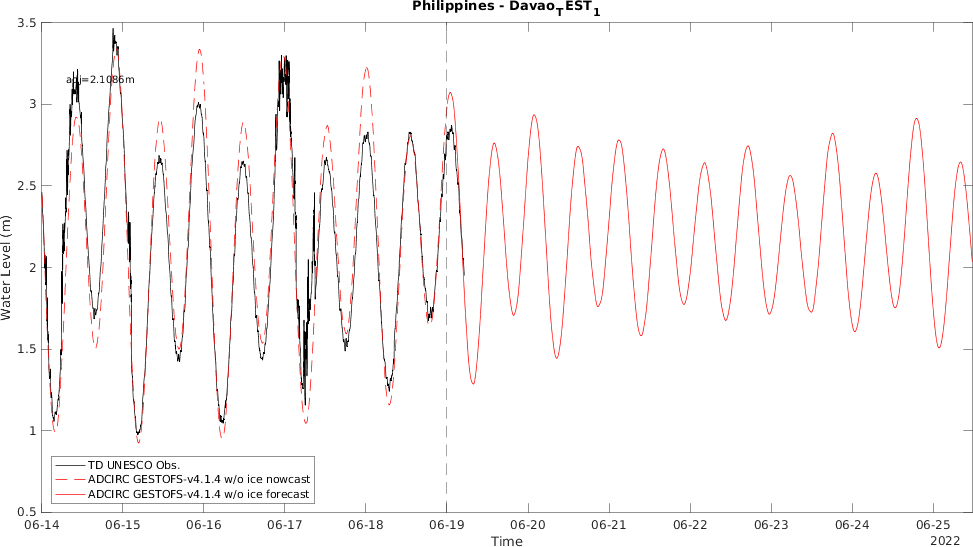 Philippines - Davao_TEST_1
adj=2.1086m
3.5
3
2.5
2
1.5
1
0.5
Water Level (m)
TD UNESCO Obs.
ADCIRC GESTOFS-v4.1.4 w/o ice nowcast
ADCIRC GESTOFS-v4.1.4 w/o ice forecast
06-14 06-15 06-16 06-17 06-18 06-19 06-20 06-21 06-22 06-23 06-24 06-25
Time
2022